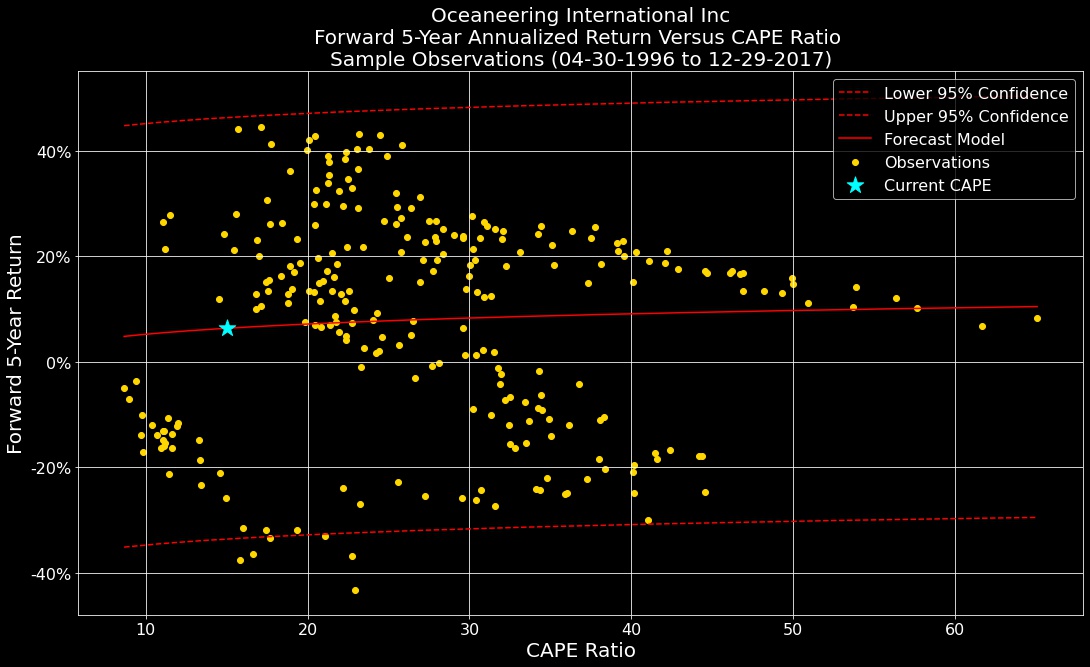 Oceaneering International Inc
Forward 5-Year Annualized Return Versus CAPE Ratio
Sample Observations (04-30-1996 to 12-29-2017)
Lower 95% Confidence
Upper 95% Confidence
Forecast Model
Observations
Current CAPE
Forward 5-Year Return
40%
20%
0%
-20%
-40%
10 20 30 40 50 60
CAPE Ratio